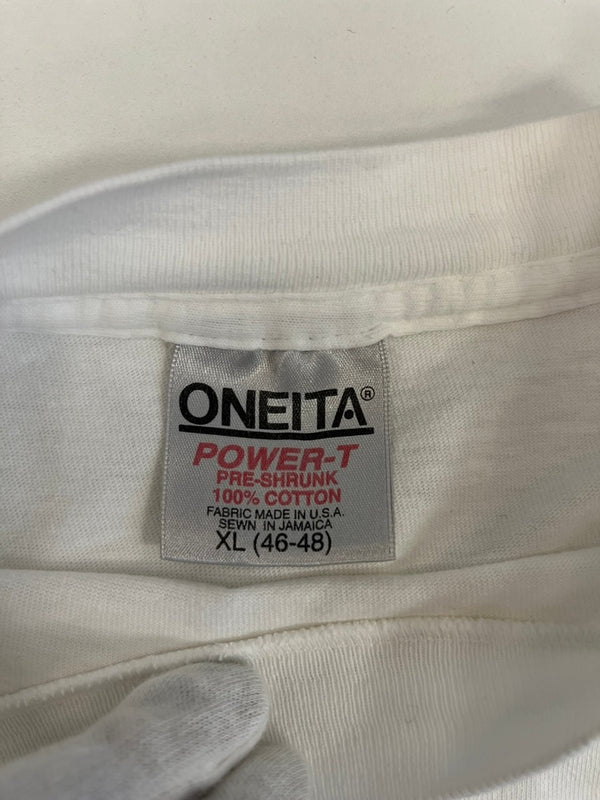 ONEITA®
POWER-T
PRE-SHRUNK
100% COTTON
FABRIC MADE IN U.S.A.
SEWN IN JAMAICA
XL (46-48)